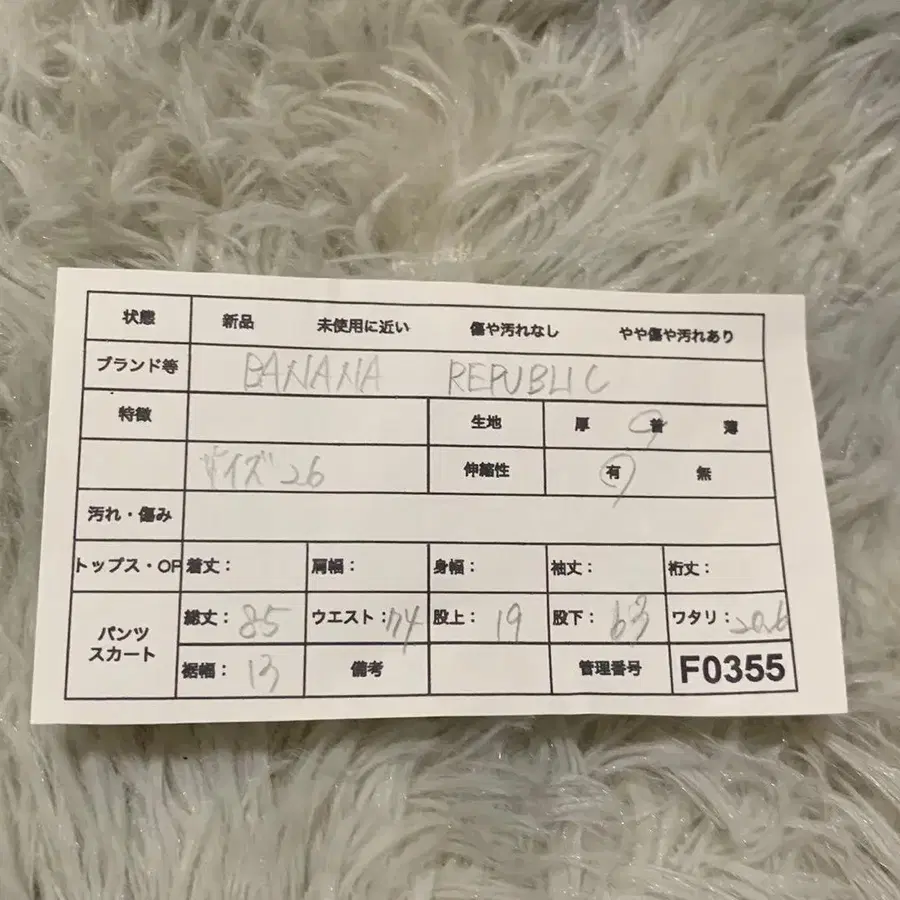 状態 新品 未使用に近い 傷や汚れなし やや傷や汚れあり
ブランド等 BANANA REPUBLIC
特徴 生地 厚 普 薄
サイズ26 伸縮性 有 無
汚れ・傷み
トップス・OP 着丈: 肩幅: 身幅: 袖丈: 裄丈:
パンツ スカート
総丈:85 ウエスト:74 股上:19 股下:63 ワタリ:20.6
裾幅:13 備考 管理番号 F0355